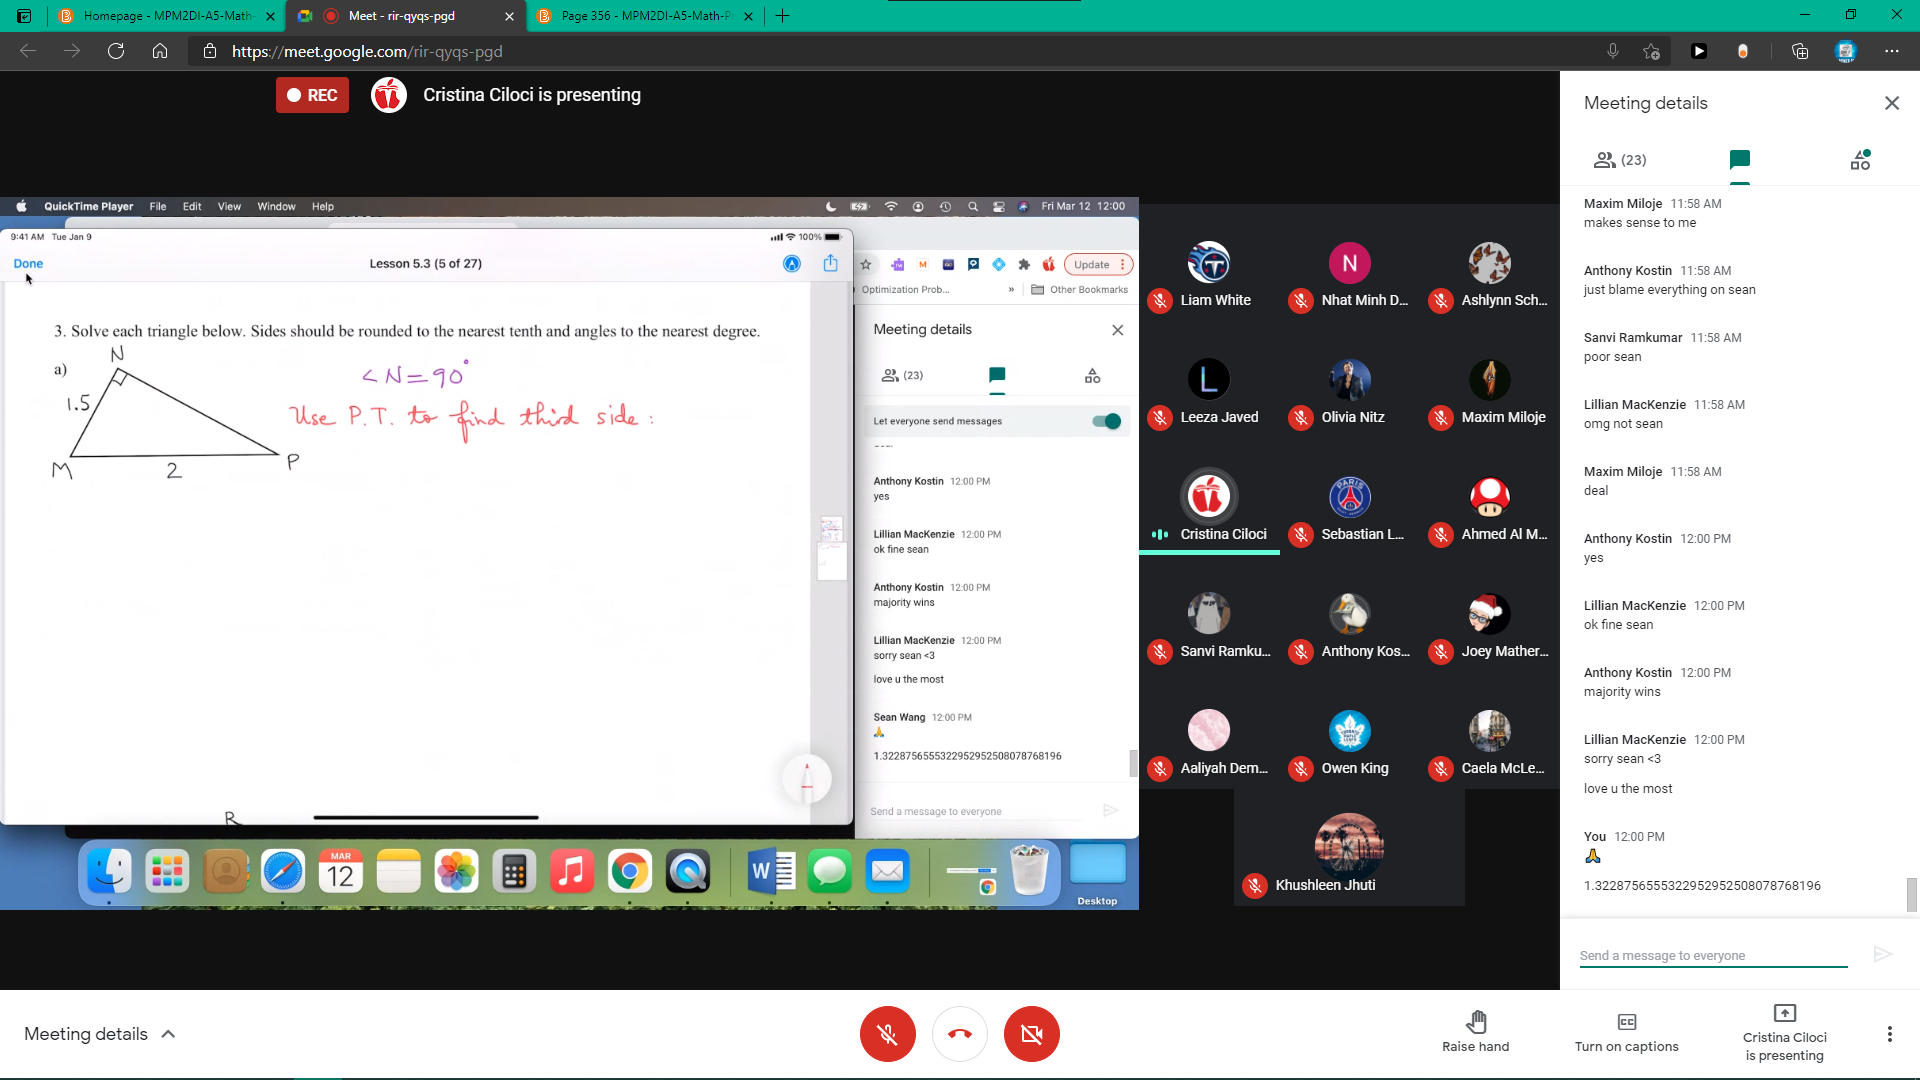 Homepage - MPM2DI-A5-Math-
Meet - rir-qyqs-pgd
Page 356 - MPM2DI-A5-Math-Pr
https://meet.google.com/rir-qyqs-pgd
REC
Cristina Ciloci is presenting
QuickTime Player File Edit View Window Help
Fri Mar 12 12:00
9:41 AM Tue Jan 9
100%
Done
Lesson 5.3 (5 of 27)
3. Solve each triangle below. Sides should be rounded to the nearest tenth and angles to the nearest degree.
a)
N
1.5
M
2
P
<N=90°
Use P.T. to find third side:
R
Update
Optimization Prob...
» Other Bookmarks
Meeting details
(23)
Let everyone send messages
Anthony Kostin 12:00 PM
yes
Lillian MacKenzie 12:00 PM
ok fine sean
Anthony Kostin 12:00 PM
majority wins
Lillian MacKenzie 12:00 PM
sorry sean <3
love u the most
Sean Wang 12:00 PM
🙏
1.3228756555322952952508078768196
Send a message to everyone
MAR
12
Desktop
Liam White
N
Nhat Minh D...
Ashlynn Sch...
L
Leeza Javed
Olivia Nitz
Maxim Miloje
Cristina Ciloci
PARIS
Sebastian L...
Ahmed Al M...
Sanvi Ramku...
Anthony Kos...
Joey Mather...
Aaliyah Dem...
Owen King
Caela McLe...
Khushleen Jhuti
Meeting details
(23)
Maxim Miloje 11:58 AM
makes sense to me
Anthony Kostin 11:58 AM
just blame everything on sean
Sanvi Ramkumar 11:58 AM
poor sean
Lillian MacKenzie 11:58 AM
omg not sean
Maxim Miloje 11:58 AM
deal
Anthony Kostin 12:00 PM
yes
Lillian MacKenzie 12:00 PM
ok fine sean
Anthony Kostin 12:00 PM
majority wins
Lillian MacKenzie 12:00 PM
sorry sean <3
love u the most
You 12:00 PM
🙏
1.3228756555322952952508078768196
Send a message to everyone
Meeting details
Raise hand
Turn on captions
Cristina Ciloci
is presenting